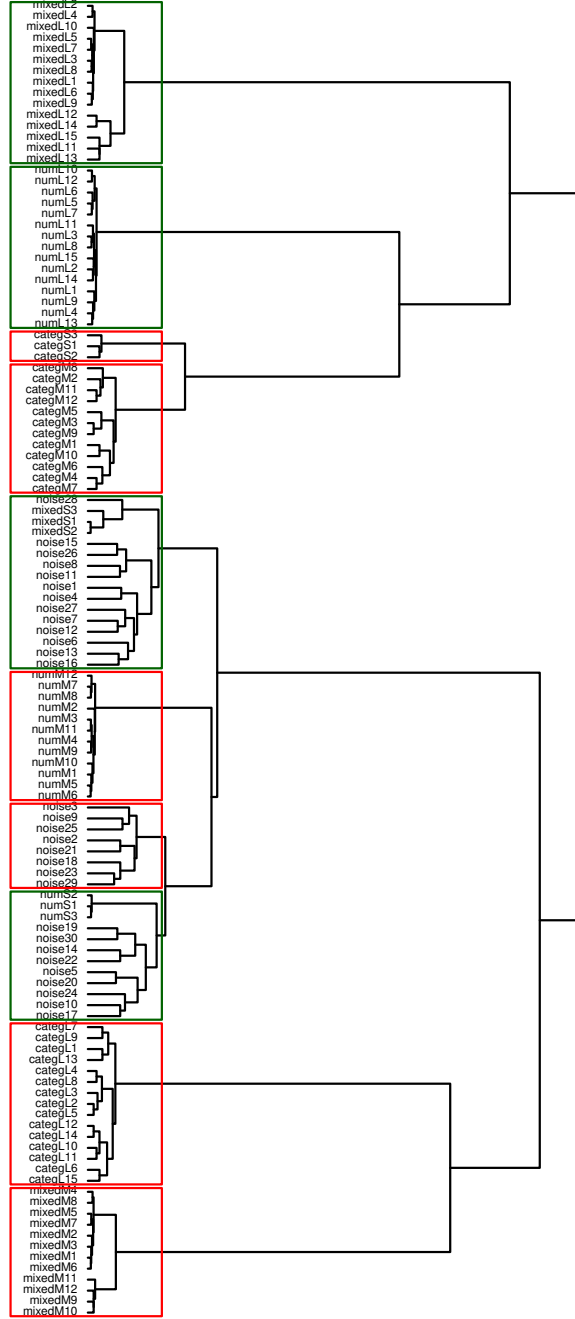 mixedL2
mixedL4
mixedL10
mixedL5
mixedL7
mixedL3
mixedL8
mixedL1
mixedL6
mixedL9
mixedL12
mixedL14
mixedL15
mixedL11
mixedL13
numL10
numL12
numL6
numL5
numL7
numL11
numL3
numL8
numL15
numL2
numL14
numL1
numL9
numL4
numL13
categS3
categS1
categS2
categM8
categM2
categM11
categM12
categM5
categM3
categM9
categM1
categM10
categM6
categM4
categM7
noise28
mixedS3
mixedS1
mixedS2
noise15
noise26
noise8
noise11
noise1
noise4
noise27
noise7
noise12
noise6
noise13
noise16
numM12
numM7
numM8
numM2
numM3
numM11
numM4
numM9
numM10
numM1
numM5
numM6
noise3
noise9
noise25
noise2
noise21
noise18
noise23
noise29
numS2
numS1
numS3
noise19
noise30
noise14
noise22
noise5
noise20
noise24
noise10
noise17
categL7
categL9
categL1
categL13
categL4
categL8
categL3
categL2
categL5
categL12
categL14
categL10
categL11
categL6
categL15
mixedM4
mixedM8
mixedM5
mixedM7
mixedM2
mixedM3
mixedM1
mixedM6
mixedM11
mixedM12
mixedM9
mixedM10